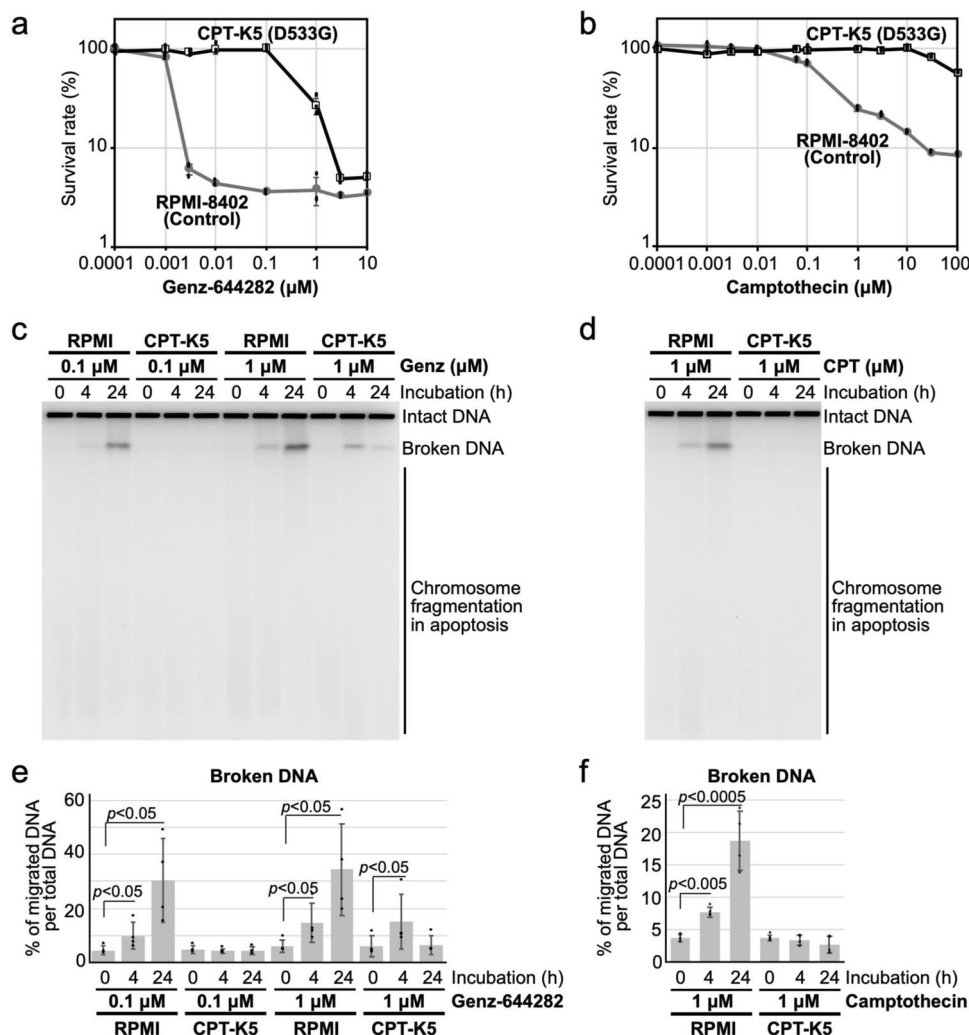 a
CPT-K5 (D533G)
100
10
1
Survival rate (%)
RPMI-8402
(Control)
0.0001 0.001 0.01 0.1 1 10
Genz-644282 (µM)
b
CPT-K5 (D533G)
100
10
1
Survival rate (%)
RPMI-8402
(Control)
0.0001 0.001 0.01 0.1 1 10 100
Camptothecin (µM)
c
RPMI CPT-K5 RPMI CPT-K5
0.1 µM 0.1 µM 1 µM 1 µM Genz (µM)
0 4 24 0 4 24 0 4 24 0 4 24 Incubation (h)
Intact DNA
Broken DNA
Chromosome
fragmentation
in apoptosis
d
RPMI CPT-K5
1 µM 1 µM CPT (µM)
0 4 24 0 4 24 Incubation (h)
Intact DNA
Broken DNA
Chromosome
fragmentation
in apoptosis
e
Broken DNA
% of migrated DNA
per total DNA
60
40
20
0
p<0.05
p<0.05
p<0.05
p<0.05
p<0.05
0 4 24 0 4 24 0 4 24 0 4 24 Incubation (h)
0.1 µM 0.1 µM 1 µM 1 µM Genz-644282
RPMI CPT-K5 RPMI CPT-K5
f
Broken DNA
% of migrated DNA
per total DNA
25
20
15
10
5
0
p<0.0005
p<0.005
0 4 24 0 4 24 Incubation (h)
1 µM 1 µM Camptothecin
RPMI CPT-K5